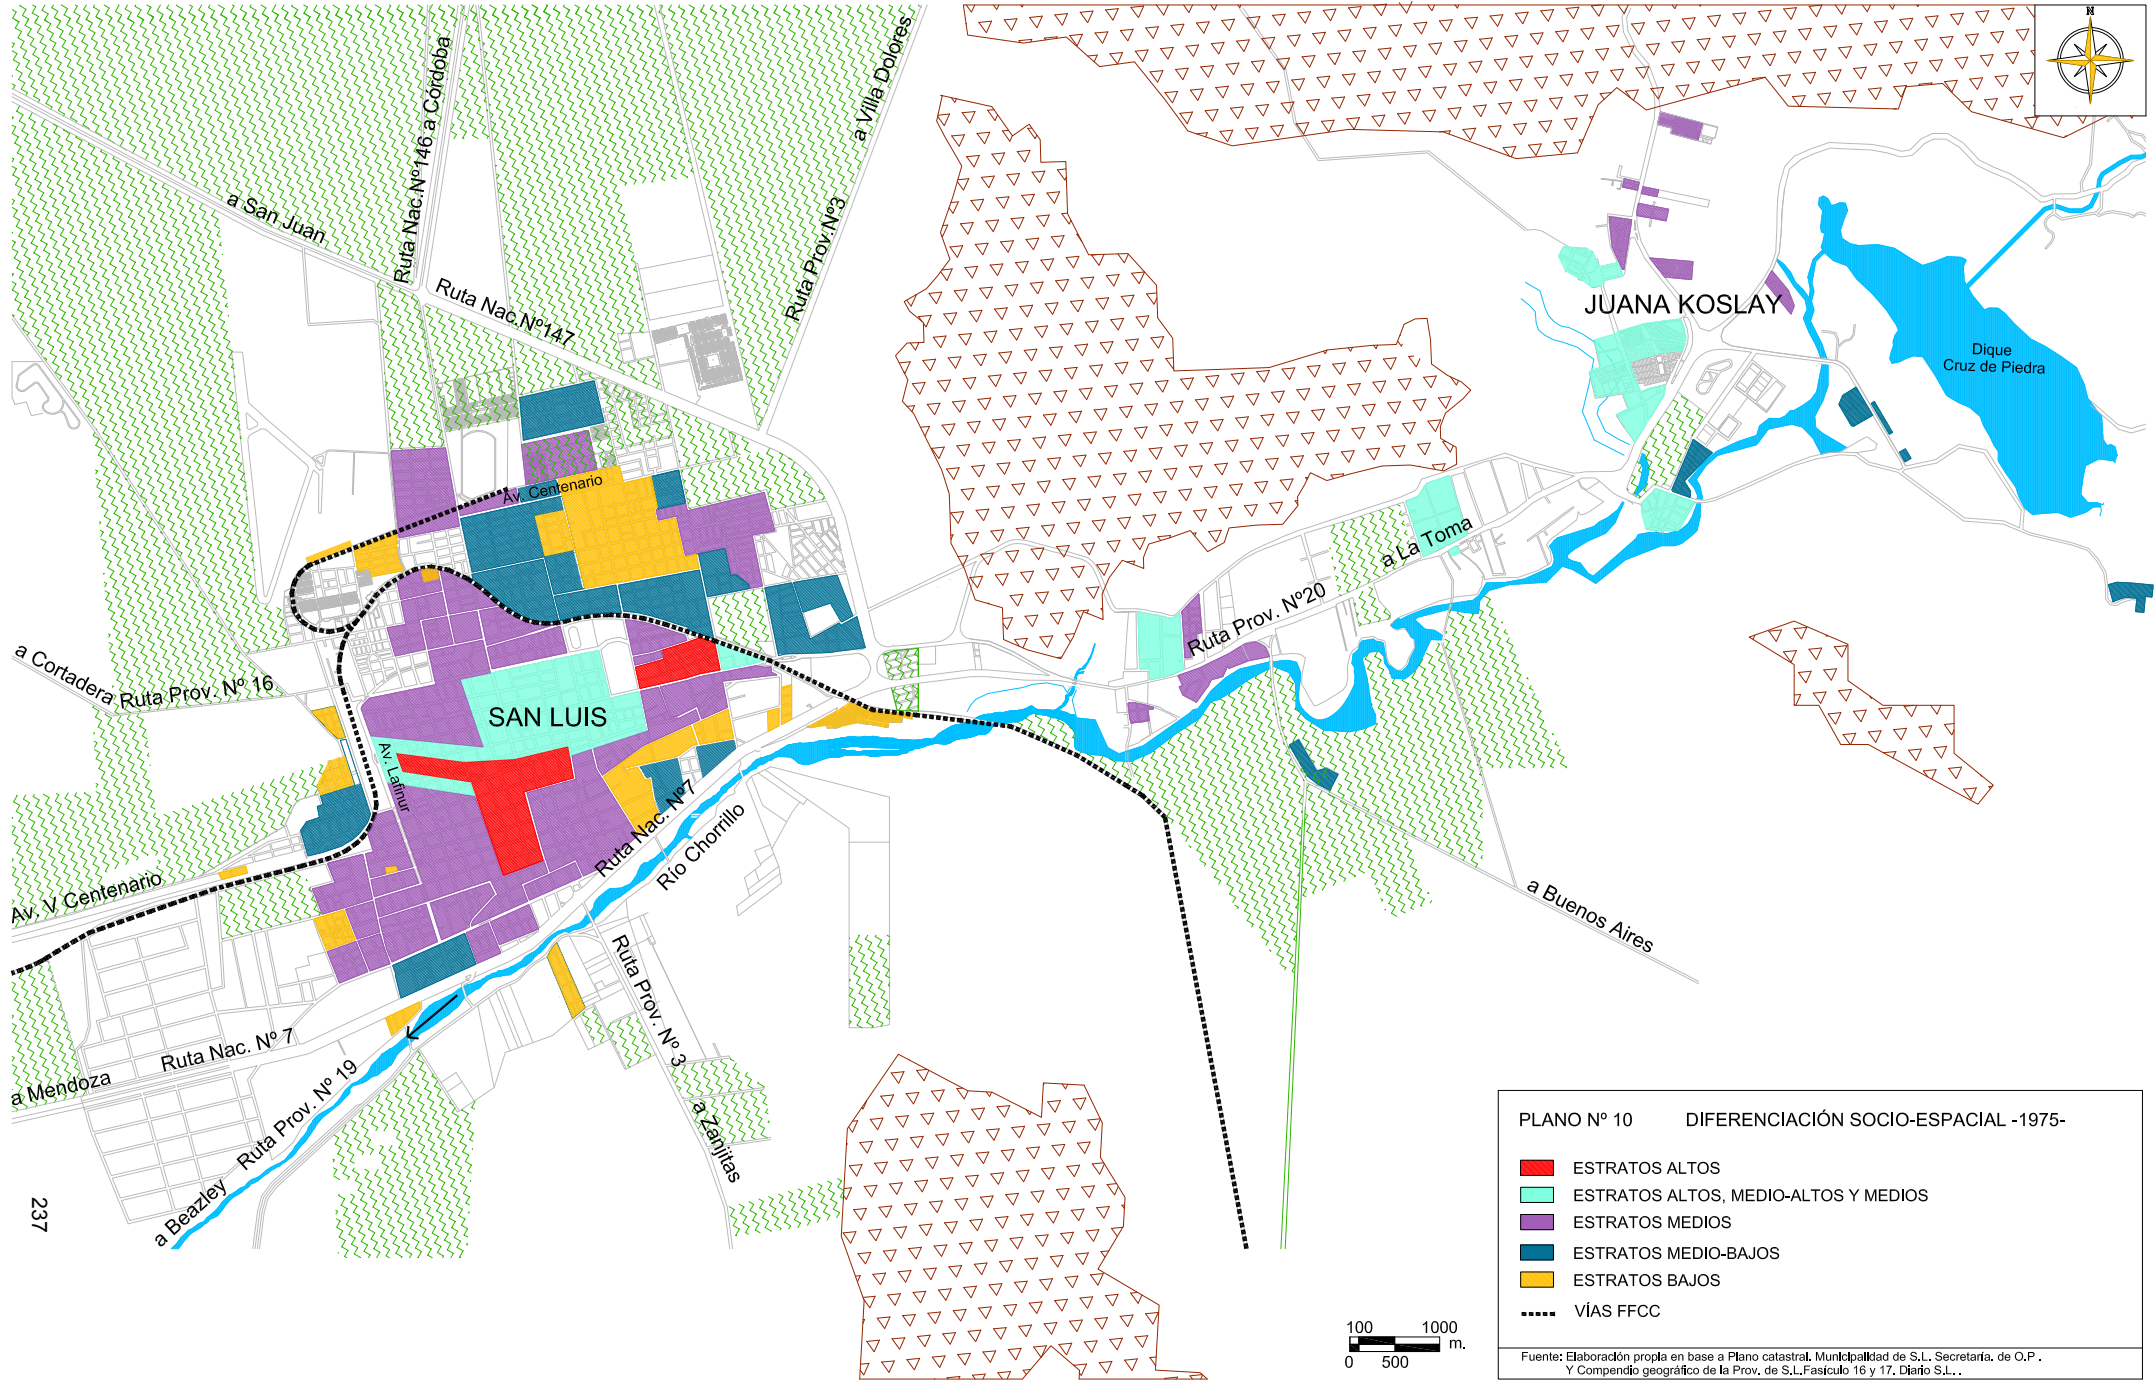 N
a San Juan
Ruta Nac.Nº146 a Córdoba
a Villa Dolores
Ruta Prov.Nº3
Ruta Nac.Nº147
JUANA KOSLAY
Dique
Cruz de Piedra
Av. Centenario
a La Toma
Ruta Prov. Nº20
a Cortadera Ruta Prov. Nº 16
SAN LUIS
Av. Lafinur
Ruta Nac. Nº7
Río Chorrillo
Av. V Centenario
a Buenos Aires
Ruta Prov. Nº 3
a Zanjitas
Ruta Nac. Nº 7
a Mendoza
Ruta Prov. Nº 19
a Beazley
237
PLANO Nº 10 DIFERENCIACIÓN SOCIO-ESPACIAL -1975-
ESTRATOS ALTOS
ESTRATOS ALTOS, MEDIO-ALTOS Y MEDIOS
ESTRATOS MEDIOS
ESTRATOS MEDIO-BAJOS
ESTRATOS BAJOS
VÍAS FFCC
100 1000
m.
0 500
Fuente: Elaboración propia en base a Plano catastral. Municipalidad de S.L. Secretaría. de O.P .
Y Compendio geográfico de la Prov. de S.L.Fasículo 16 y 17. Diario S.L. .